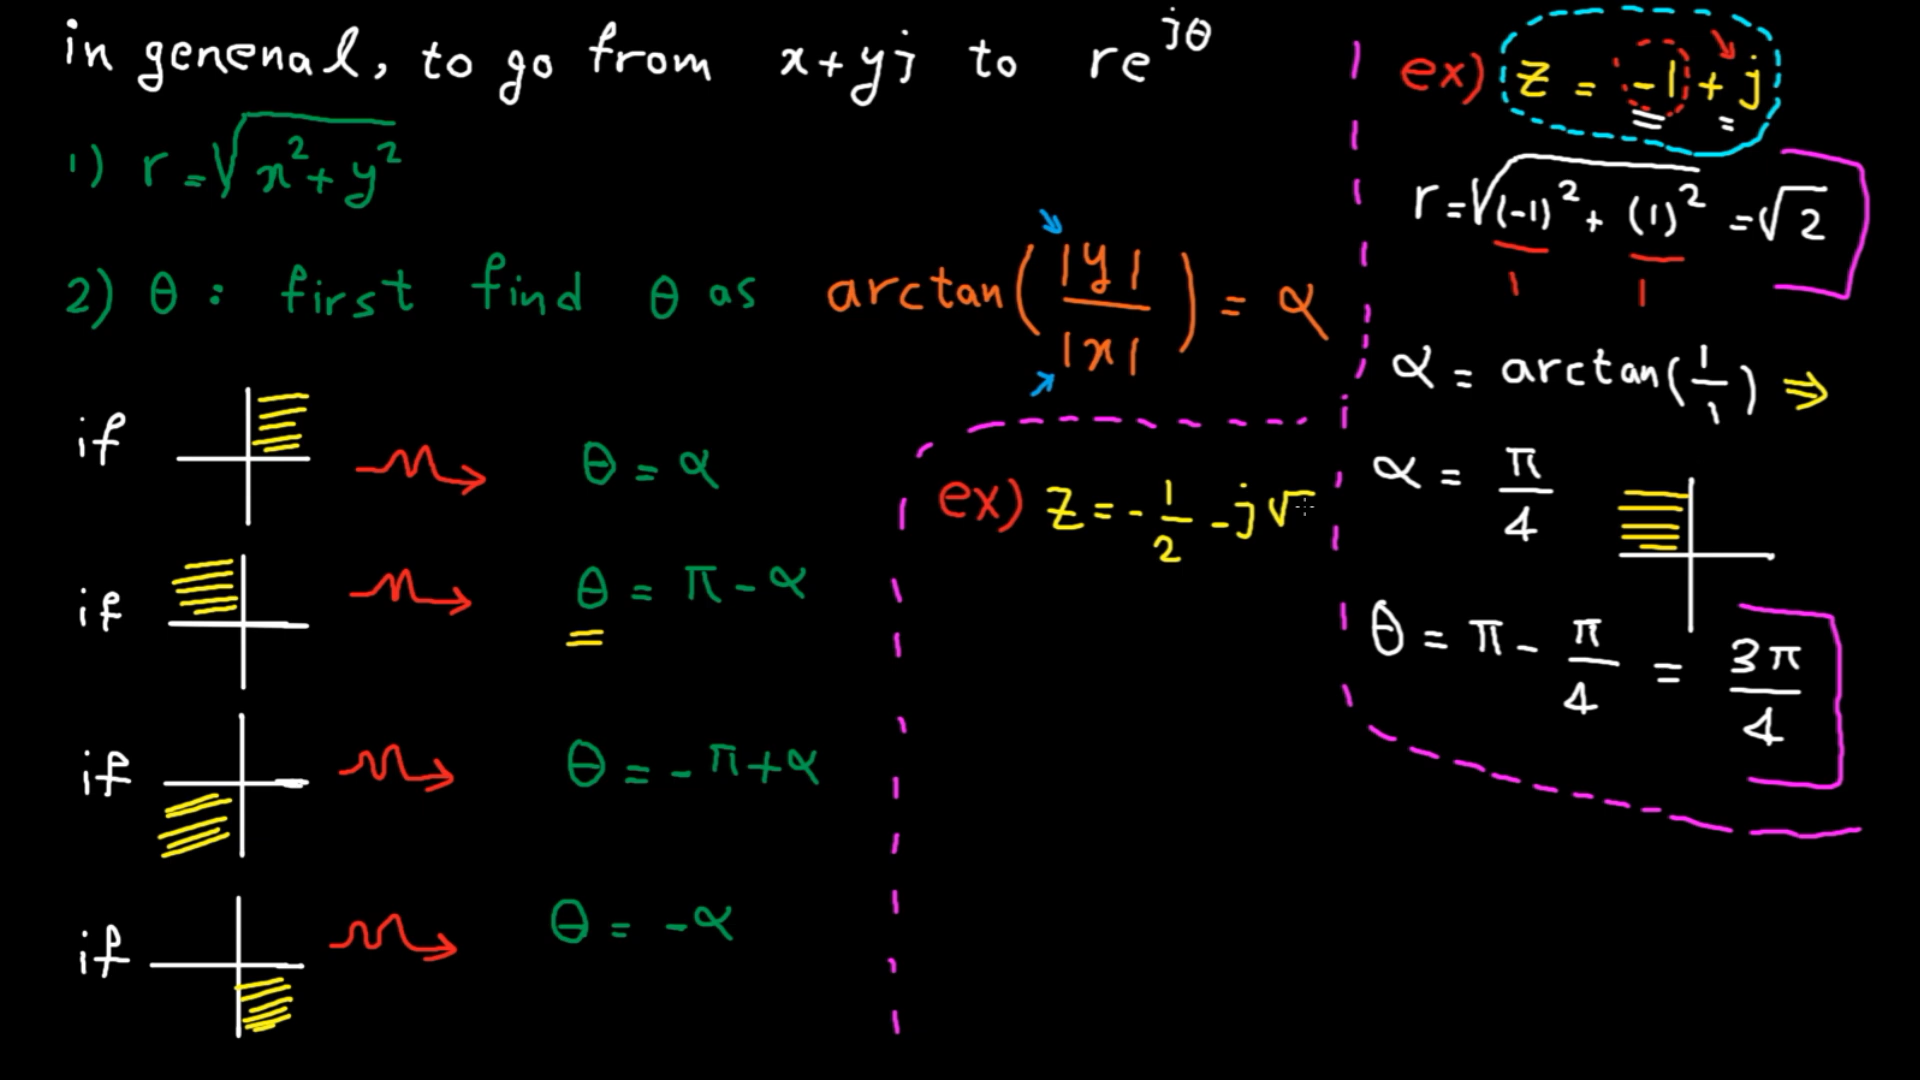 in general, to go from x+yj to re^jθ
1) r=√x²+y²
2) θ: first find θ as arctan(|y|/|x|) = α
if θ=α
if θ = π-α
if θ = -π+α
if θ = -α
ex) z=-1/2-j√
ex) z = -1+j
r=√(-1)²+(1)² =√2
1 1
α = arctan(1/1) ⇒
α = π/4
θ = π - π/4 = 3π/4